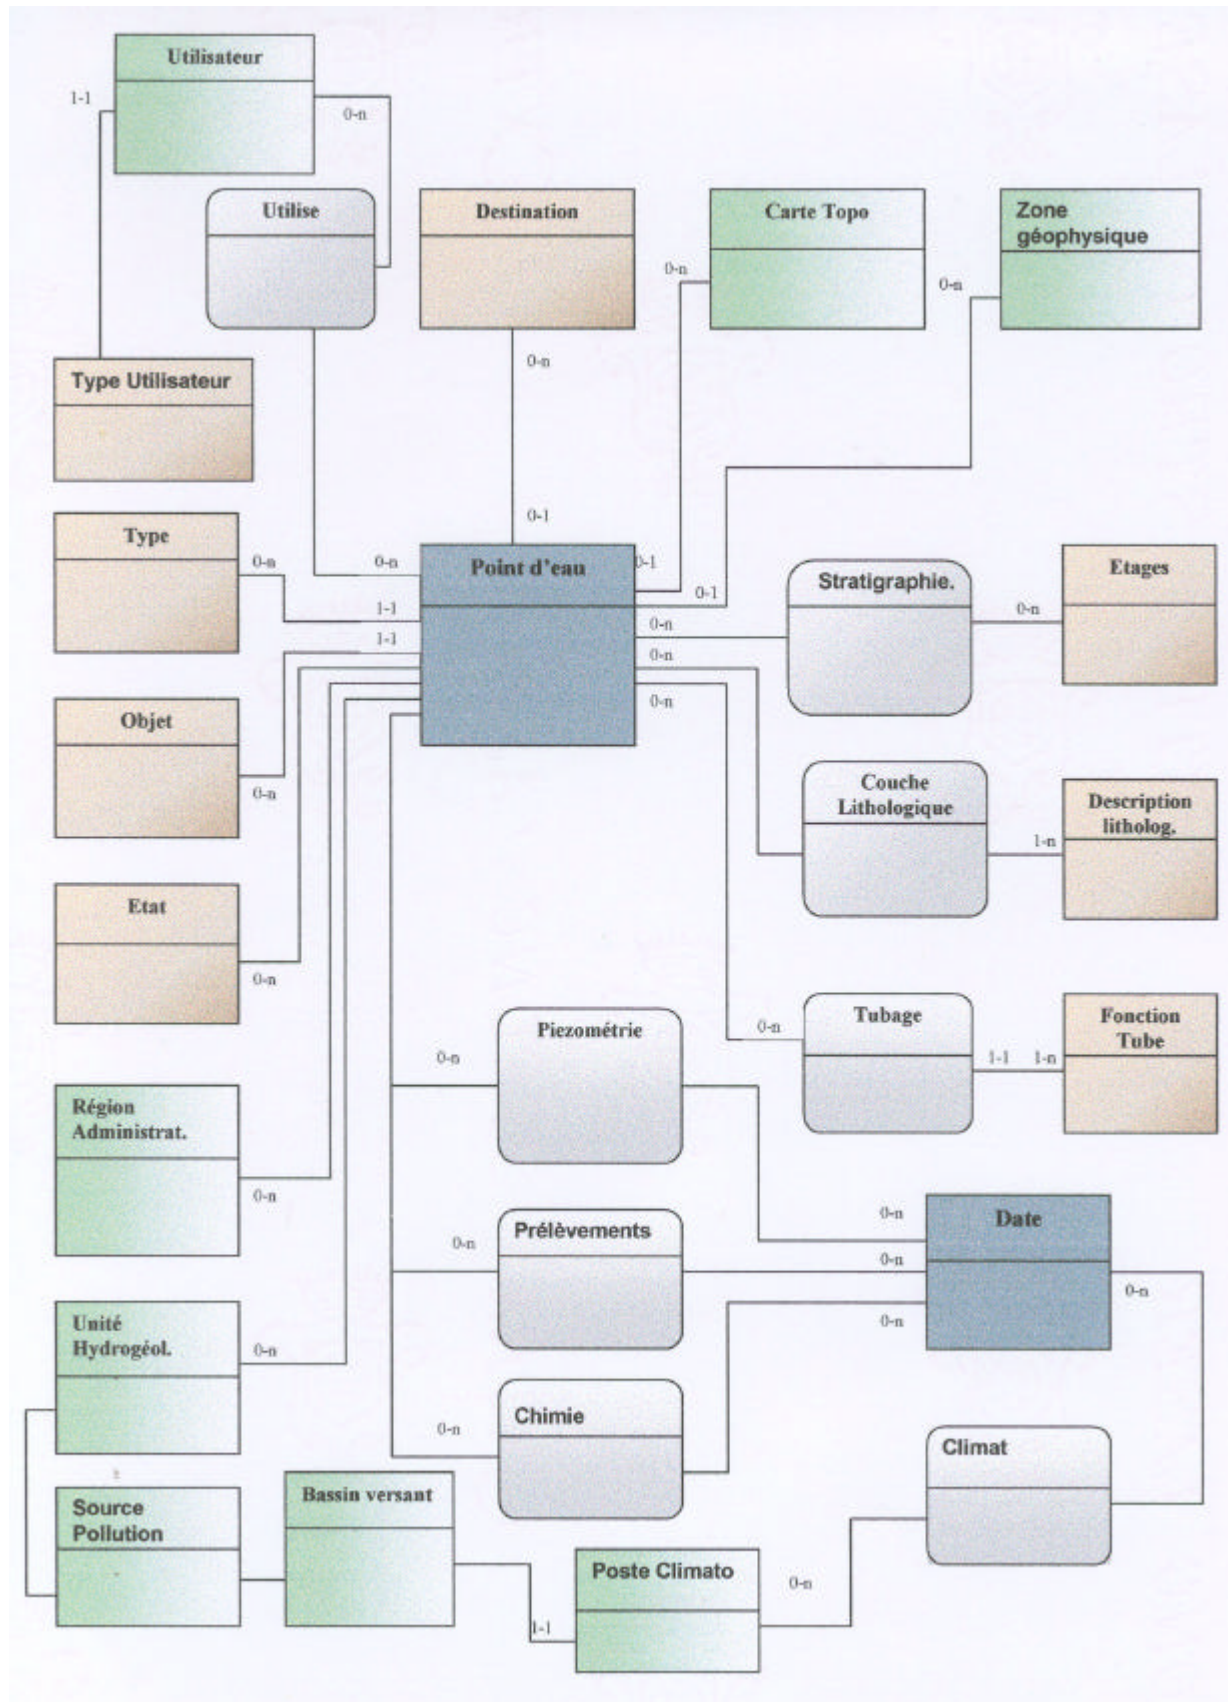 Utilisateur
1-1
0-n
Utilise
Destination
Carte Topo
Zone
géophysique
0-n
0-n
0-n
Type Utilisateur
0-1
Type
0-n
0-n
Point d'eau
0-1
0-1
Stratigraphie.
Etages
1-1
0-n
0-n
1-1
0-n
0-n
Objet
0-n
Couche
Lithologique
Description
litholog.
1-n
Etat
0-n
Piezométrie
0-n
0-n
Tubage
1-1
1-n
Fonction
Tube
Région
Administrat.
0-n
Prélèvements
0-n
0-n
Date
0-n
0-n
0-n
Unité
Hydrogéol.
0-n
Chimie
0-n
Climat
Source
Pollution
Bassin versant
1-1
Poste Climato
0-n